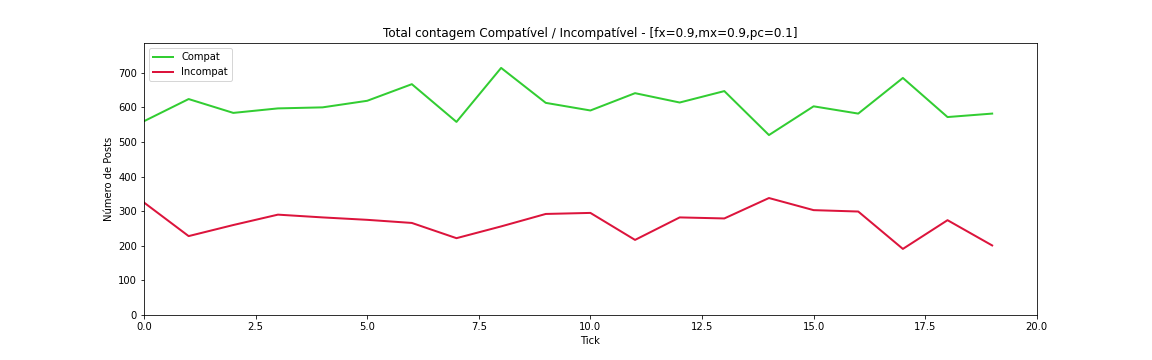 Total contagem Compatível / Incompatível - [fx=0.9,mx=0.9,pc=0.1]
Compat
Incompat
Número de Posts
700
600
500
400
300
200
100
0
0.0 2.5 5.0 7.5 10.0 12.5 15.0 17.5 20.0
Tick